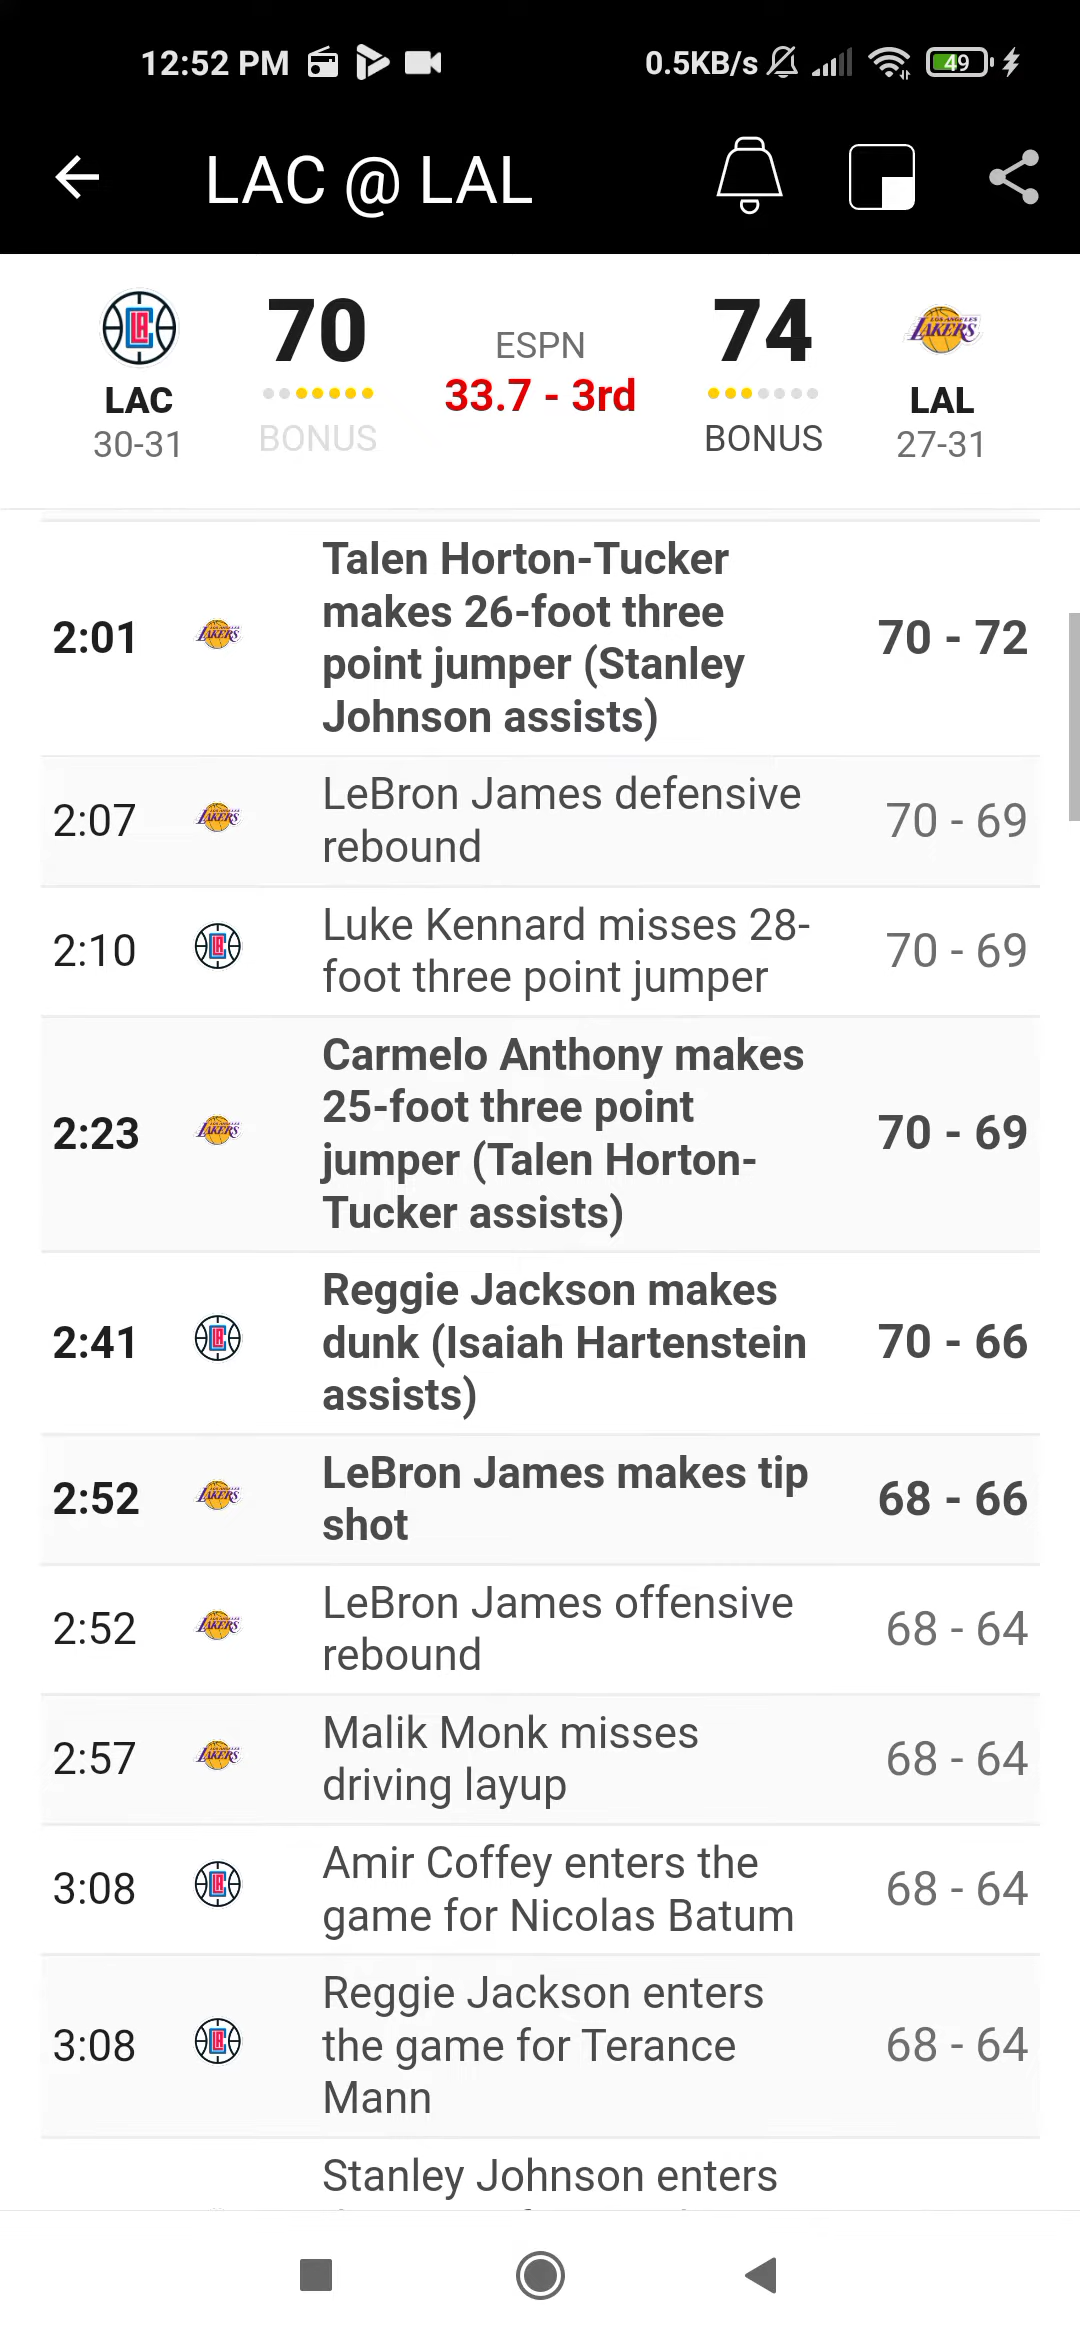 12:52 PM
0.5KB/s
49
LAC @ LAL
70
ESPN
74
33.7 - 3rd
LAC
LAL
30-31
BONUS
BONUS
27-31
Talen Horton-Tucker
makes 26-foot three
point jumper (Stanley
Johnson assists)
2:01
70 - 72
LeBron James defensive
rebound
2:07
70 - 69
Luke Kennard misses 28-
foot three point jumper
2:10
70 - 69
Carmelo Anthony makes
25-foot three point
jumper (Talen Horton-
Tucker assists)
2:23
70 - 69
Reggie Jackson makes
dunk (Isaiah Hartenstein
assists)
2:41
70 - 66
LeBron James makes tip
shot
2:52
68 - 66
LeBron James offensive
rebound
2:52
68 - 64
Malik Monk misses
driving layup
2:57
68 - 64
Amir Coffey enters the
game for Nicolas Batum
3:08
68 - 64
Reggie Jackson enters
the game for Terance
Mann
3:08
68 - 64
Stanley Johnson enters